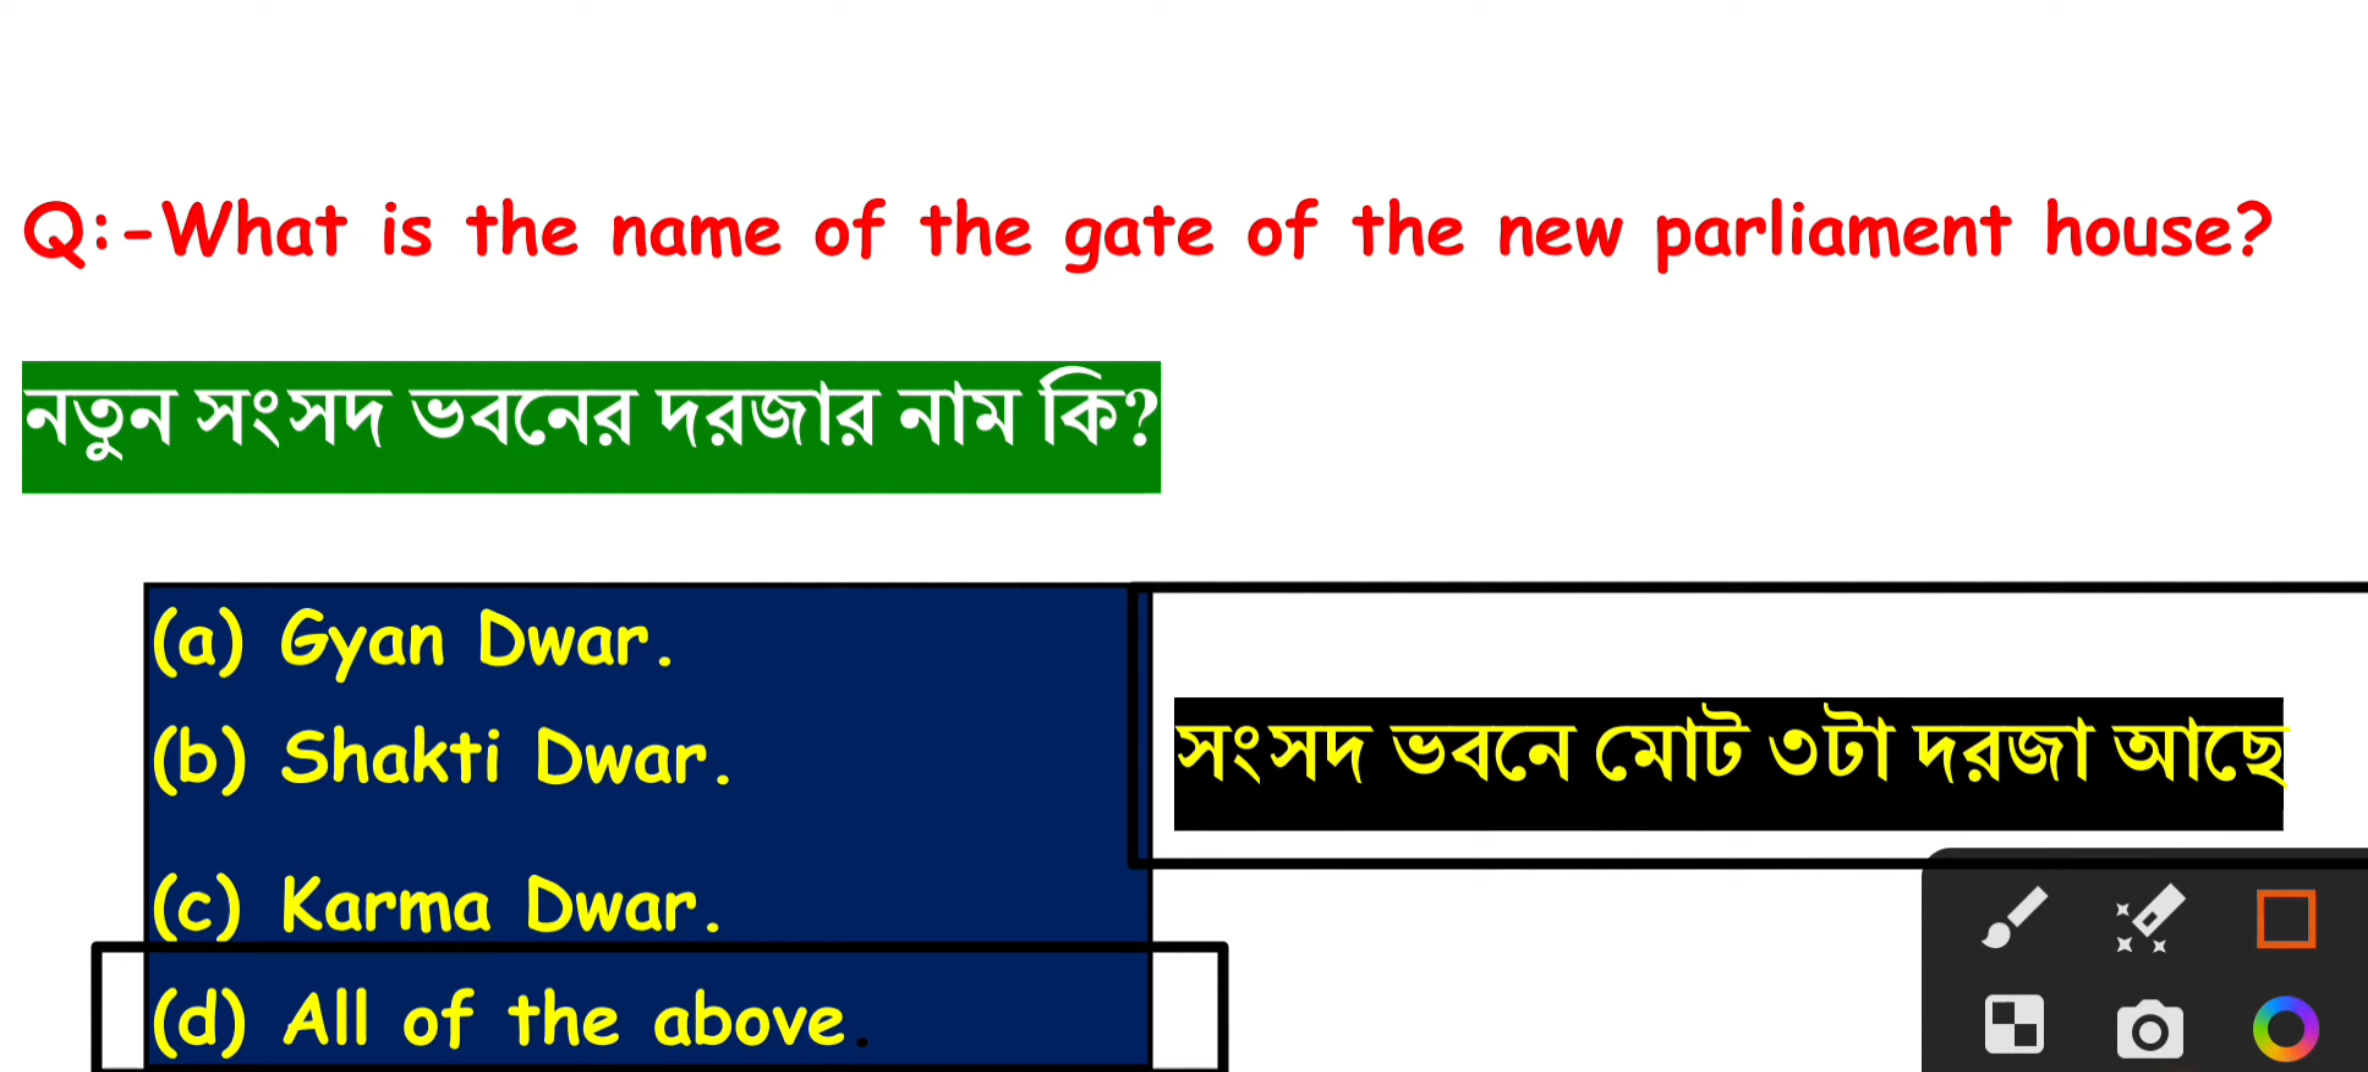 Q:-What is the name of the gate of the new parliament house?
নতুন সংসদ ভবনের দরজার নাম কি?
(a) Gyan Dwar.
(b) Shakti Dwar.
সংসদ ভবনে মোট ৩টা দরজা আছে
(c) Karma Dwar.
(d) All of the above.